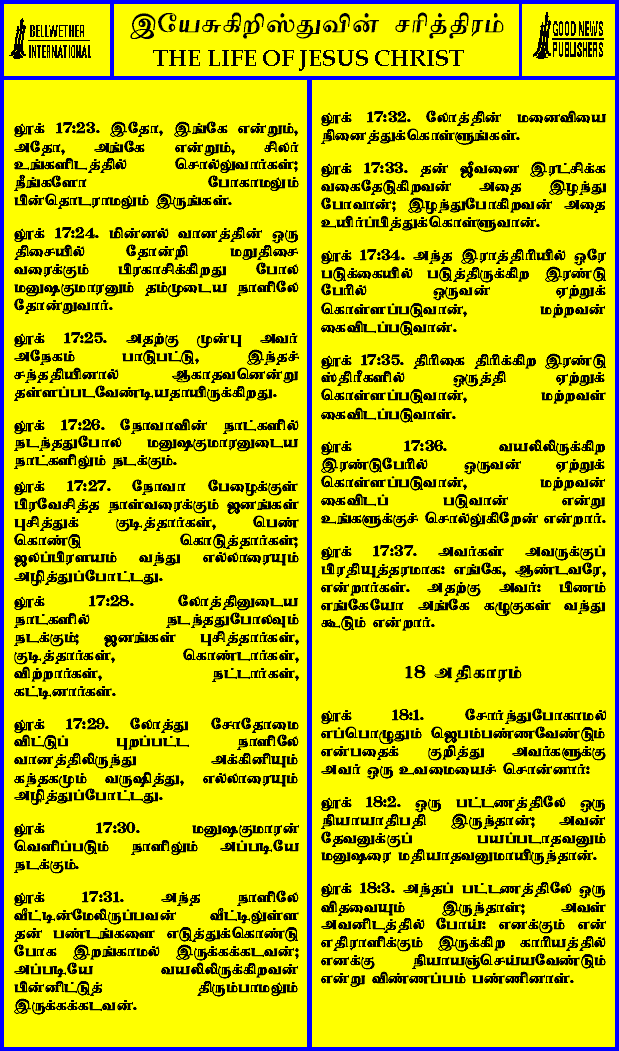 BELLWETHER
INTERNATIONAL
இயேசுகிறிஸ்துவின் சரித்திரம்
THE LIFE OF JESUS CHRIST
GOOD NEWS
PUBLISHERS
லூக் 17:23. இதோ, இங்கே என்றும்,
அதோ, அங்கே என்றும், சிலர்
உங்களிடத்தில் சொல்லுவார்கள்;
நீங்களோ போகாமலும்
பின்தொடராமலும் இருங்கள்.
லூக் 17:24. மின்னல் வானத்தின் ஒரு
திசையில் தோன்றி மறுதிசை
வரைக்கும் பிரகாசிக்கிறது போல
மனுஷகுமாரனும் தம்முடைய நாளிலே
தோன்றுவார்.
லூக் 17:25. அதற்கு முன்பு அவர்
அநேகம் பாடுபட்டு, இந்தச்
சந்ததியினால் ஆகாதவனென்று
தள்ளப்படவேண்டியதாயிருக்கிறது.
லூக் 17:26. நோவாவின் நாட்களில்
நடந்ததுபோல் மனுஷகுமாரனுடைய
நாட்களிலும் நடக்கும்.
லூக் 17:27. நோவா பேழைக்குள்
பிரவேசித்த நாள்வரைக்கும் ஜனங்கள்
புசித்துக் குடித்தார்கள், பெண்
கொண்டு கொடுத்தார்கள்;
ஜலப்பிரளயம் வந்து எல்லாரையும்
அழித்துப்போட்டது.
லூக் 17:28. லோத்தினுடைய
நாட்களில் நடந்ததுபோலவும்
நடக்கும்; ஜனங்கள் புசித்தார்கள்,
குடித்தார்கள், கொண்டார்கள்,
விற்றார்கள், நட்டார்கள்,
கட்டினார்கள்.
லூக் 17:29. லோத்து சோதோமை
விட்டுப் புறப்பட்ட நாளிலே
வானத்திலிருந்து அக்கினியும்
கந்தகமும் வருஷித்து, எல்லாரையும்
அழித்துப்போட்டது.
லூக் 17:30. மனுஷகுமாரன்
வெளிப்படும் நாளிலும் அப்படியே
நடக்கும்.
லூக் 17:31. அந்த நாளிலே
வீட்டின்மேலிருப்பவன் வீட்டிலுள்ள
தன் பண்டங்களை எடுத்துக்கொண்டு
போக இறங்காமல் இருக்கக்கடவன்;
அப்படியே வயலிலிருக்கிறவன்
பின்னிட்டுத் திரும்பாமலும்
இருக்கக்கடவன்.
லூக் 17:32. லோத்தின் மனைவியை
நினைத்துக்கொள்ளுங்கள்.
லூக் 17:33. தன் ஜீவனை இரட்சிக்க
வகைதேடுகிறவன் அதை இழந்து
போவான்; இழந்துபோகிறவன் அதை
உயிர்ப்பித்துக்கொள்ளுவான்.
லூக் 17:34. அந்த இராத்திரியில் ஒரே
படுக்கையில் படுத்திருக்கிற இரண்டு
பேரில் ஒருவன் ஏற்றுக்
கொள்ளப்படுவான், மற்றவன்
கைவிடப்படுவான்.
லூக் 17:35. திரிகை திரிக்கிற இரண்டு
ஸ்திரீகளில் ஒருத்தி ஏற்றுக்
கொள்ளப்படுவாள், மற்றவள்
கைவிடப்படுவாள்.
லூக் 17:36. வயலிலிருக்கிற
இரண்டுபேரில் ஒருவன் ஏற்றுக்
கொள்ளப்படுவான், மற்றவன்
கைவிடப் படுவான் என்று
உங்களுக்குச் சொல்லுகிறேன் என்றார்.
லூக் 17:37. அவர்கள் அவருக்குப்
பிரதியுத்தரமாக: எங்கே, ஆண்டவரே,
என்றார்கள். அதற்கு அவர்: பிணம்
எங்கேயோ அங்கே கழுகுகள் வந்து
கூடும் என்றார்.
18 அதிகாரம்
லூக் 18:1. சோர்ந்துபோகாமல்
எப்பொழுதும் ஜெபம்பண்ணவேண்டும்
என்பதைக் குறித்து அவர்களுக்கு
அவர் ஒரு உவமையைச் சொன்னார்:
லூக் 18:2. ஒரு பட்டணத்திலே ஒரு
நியாயாதிபதி இருந்தான்; அவன்
தேவனுக்குப் பயப்படாதவனும்
மனுஷரை மதியாதவனுமாயிருந்தான்.
லூக் 18:3. அந்தப் பட்டணத்திலே ஒரு
விதவையும் இருந்தாள்; அவள்
அவனிடத்தில் போய்: எனக்கும் என்
எதிராளிக்கும் இருக்கிற காரியத்தில்
எனக்கு நியாயஞ்செய்யவேண்டும்
என்று விண்ணப்பம் பண்ணினாள்.